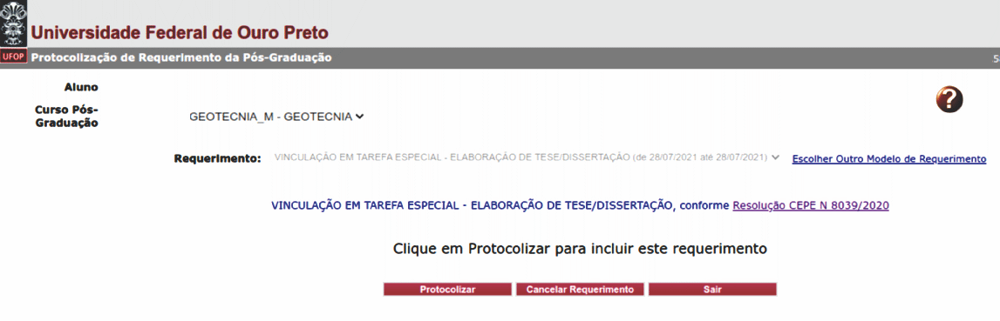 Universidade Federal de Ouro Preto
UFOP Protocolização de Requerimento da Pós-Graduação 5
Aluno
?
Curso Pós-
Graduação
GEOTECNIA_M - GEOTECNIA
Requerimento: VINCULAÇÃO EM TAREFA ESPECIAL - ELABORAÇÃO DE TESE/DISSERTAÇÃO (de 28/07/2021 até 28/07/2021) Escolher Outro Modelo de Requerimento
VINCULAÇÃO EM TAREFA ESPECIAL - ELABORAÇÃO DE TESE/DISSERTAÇÃO, conforme Resolução CEPE N 8039/2020
Clique em Protocolizar para incluir este requerimento
Protocolizar Cancelar Requerimento Sair